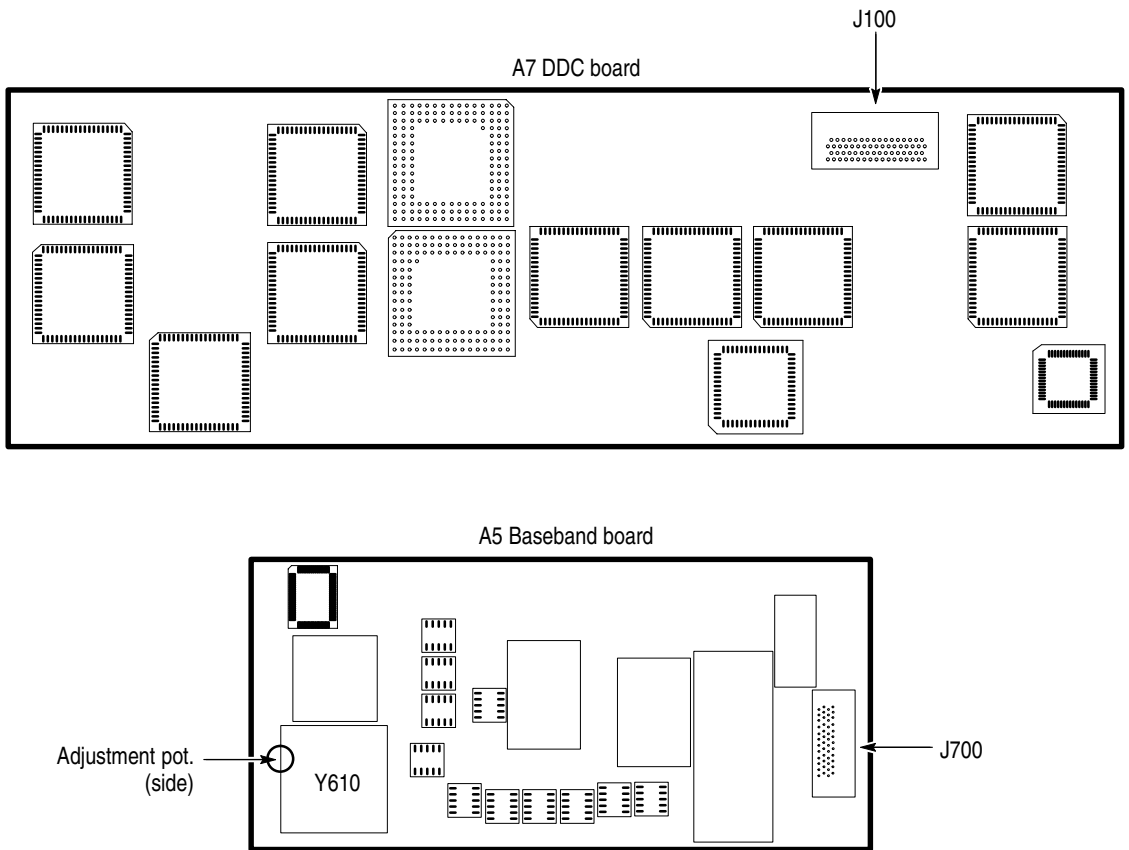 J100
A7 DDC board
A5 Baseband board
Adjustment pot.
(side)
Y610
J700